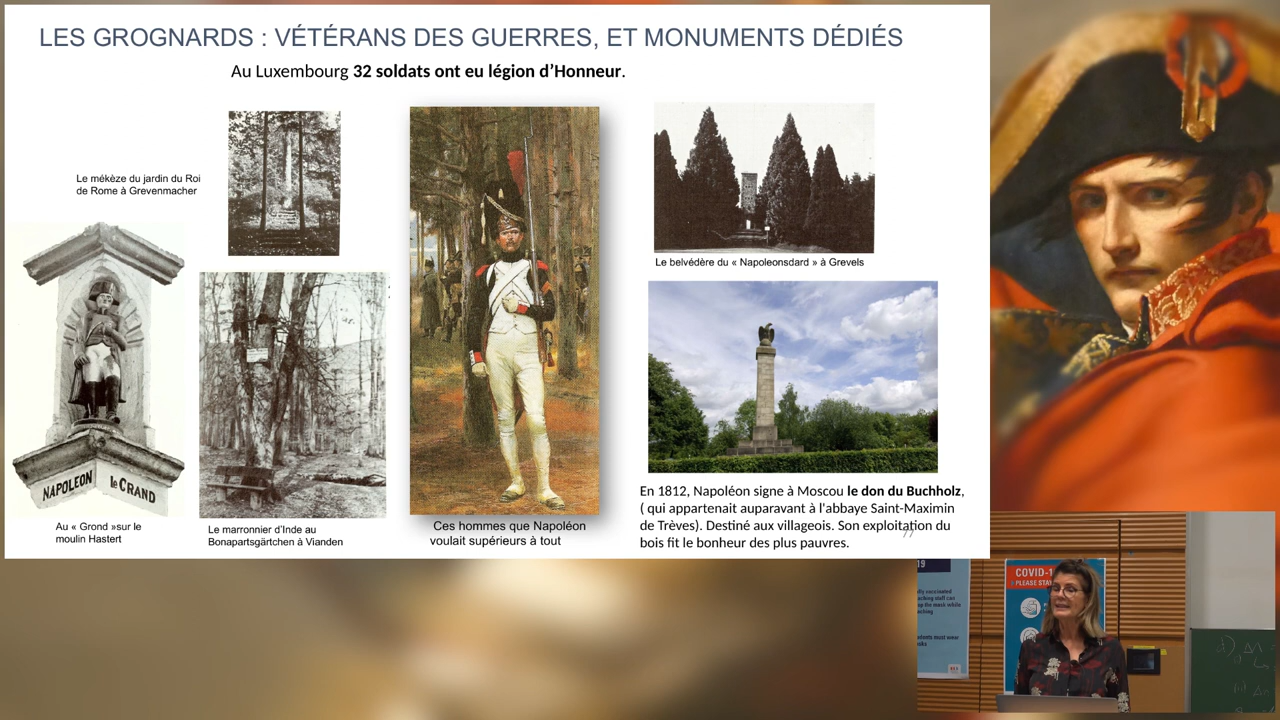 LES GROGNARDS : VÉTÉRANS DES GUERRES, ET MONUMENTS DÉDIÉS
Au Luxembourg 32 soldats ont eu légion d'Honneur.
Le mékèze du jardin du Roi
de Rome à Grevenmacher
NAPOLEON le GRAND
Au « Grond »sur le
moulin Hastert
Le marronnier d'Inde au
Bonapartsgärtchen à Vianden
Ces hommes que Napoléon
voulait supérieurs à tout
Le belvédère du « Napoleonsdard » à Grevels
En 1812, Napoléon signe à Moscou le don du Buchholz,
( qui appartenait auparavant à l'abbaye Saint-Maximin
de Trèves). Destiné aux villageois. Son exploitation du
bois fit le bonheur des plus pauvres.
77
19
COVID-1
PLEASE STA